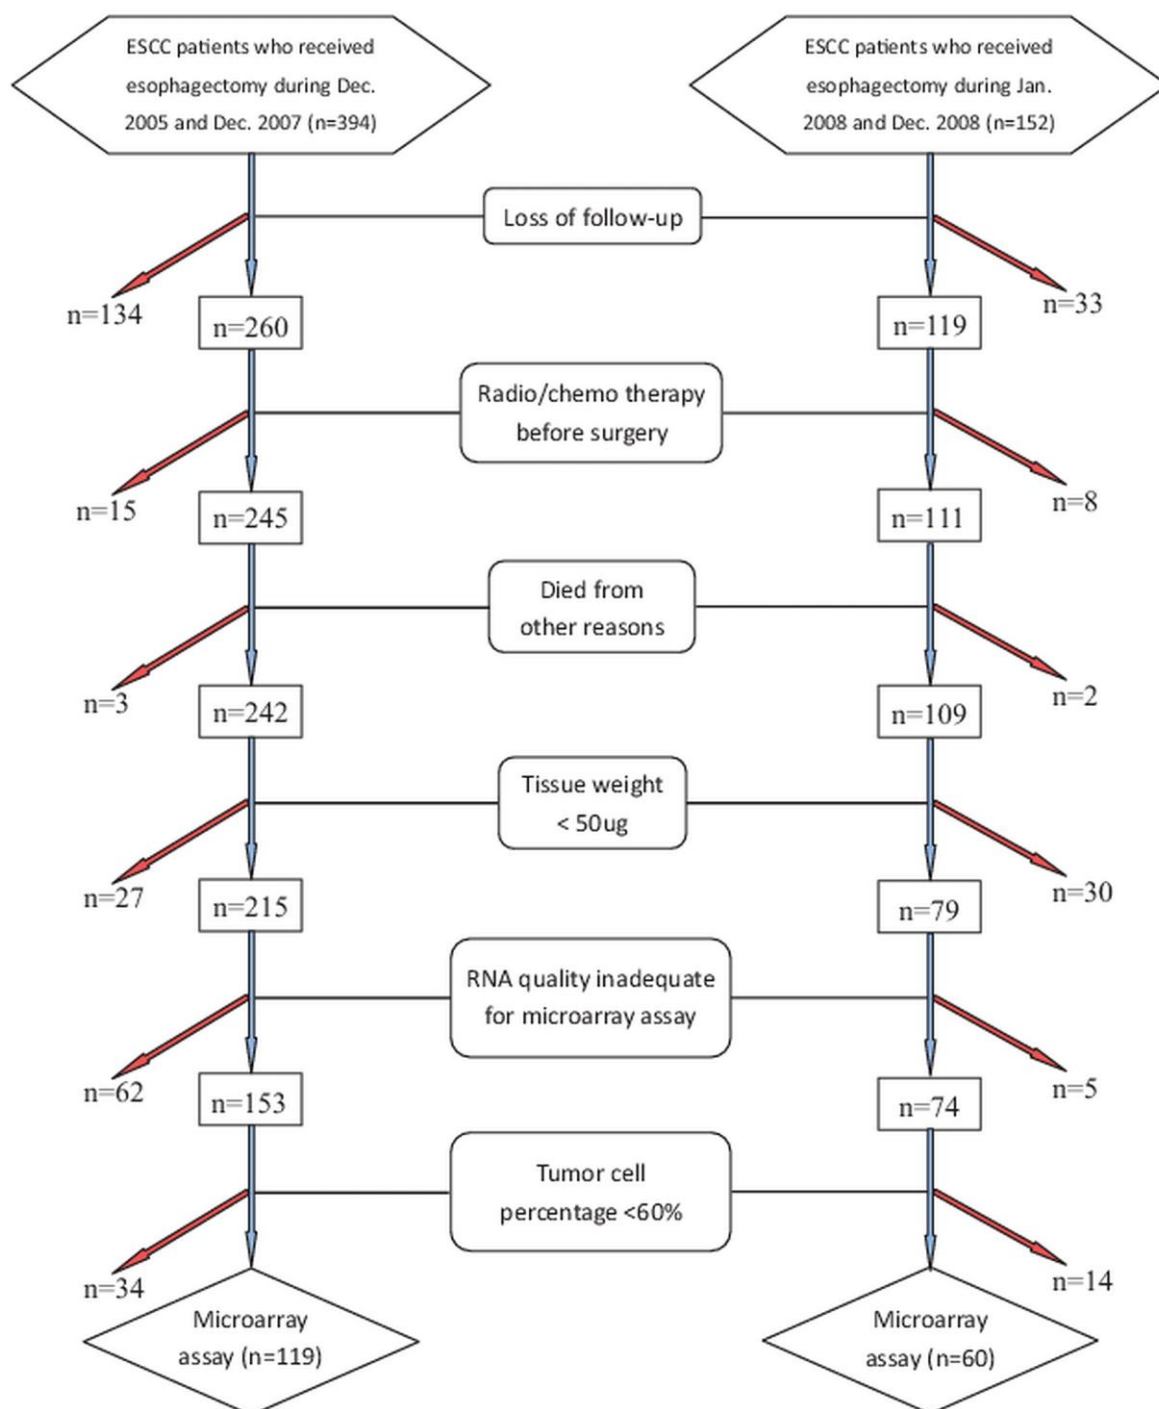 ESCC patients who received
esophagectomy during Dec.
2005 and Dec. 2007 (n=394)
ESCC patients who received
esophagectomy during Jan.
2008 and Dec. 2008 (n=152)
Loss of follow-up
n=134
n=260
n=119
n=33
Radio/chemo therapy
before surgery
n=15
n=245
n=111
n=8
Died from
other reasons
n=3
n=242
n=109
n=2
Tissue weight
< 50ug
n=27
n=215
n=79
n=30
RNA quality inadequate
for microarray assay
n=62
n=153
n=74
n=5
Tumor cell
percentage <60%
n=34
n=14
Microarray
assay (n=119)
Microarray
assay (n=60)